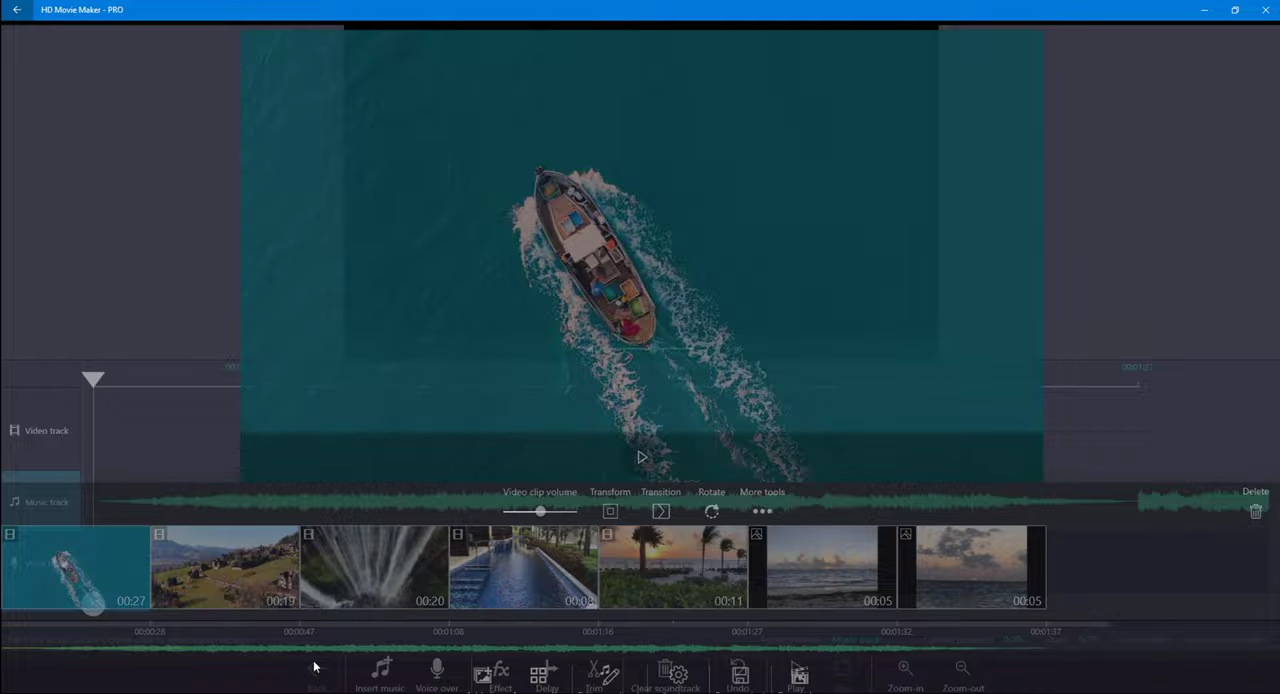 HD Movie Maker - PRO
Video track
Video clip volume
Transform
Transition
Rotate
More tools
Delete
Music track
00:27
00:19
00:20
00:08
00:11
00:05
00:05
00:00:28
00:00:47
00:01:08
00:01:16
00:01:27
00:01:32
00:01:37
Insert music
Voice over
Effect
Delay
Trim
Clear soundtrack
Undo
Play
Zoom-in
Zoom-out